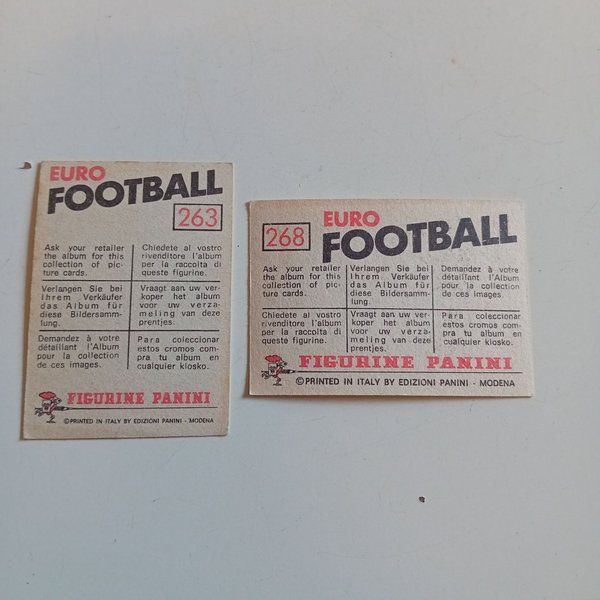 EURO
FOOTBALL
263
Ask your retailer
the album for this
collection of pic-
ture cards.
Chiedete al vostro
rivenditore l'album
per la raccolta di
queste figurine.
Verlangen Sie bei
Ihrem Verkäufer
das Album für
diese Bildersamm-
lung.
Vraagt aan uw ver-
koper het album
voor uw verza-
meling van deze
prentjes.
Demandez à votre
détaillant l'Album
pour la collection
de ces images.
Para coleccionar
estos cromos com-
pra tu album en
cualquier kiosko.
FIGURINE PANINI
©PRINTED IN ITALY BY EDIZIONI PANINI - MODENA
EURO
268
FOOTBALL
Ask your retailer
the album for this
collection of pic-
ture cards.
Verlangen Sie bei
Ihrem Verkäufer
das Album für
diese Bildersamm-
lung.
Demandez à votre
détaillant l'Album
pour la collection
de ces images.
Chiedete al vostro
rivenditore l'album
per la raccolta di
queste figurine.
Vraagt aan uw ver-
koper het album
voor uw verza-
meling van deze
prentjes.
Para coleccionar
estos cromos com-
pra tu album en
cualquier kiosko.
FIGURINE PANINI
©PRINTED IN ITALY BY EDIZIONI PANINI - MODENA